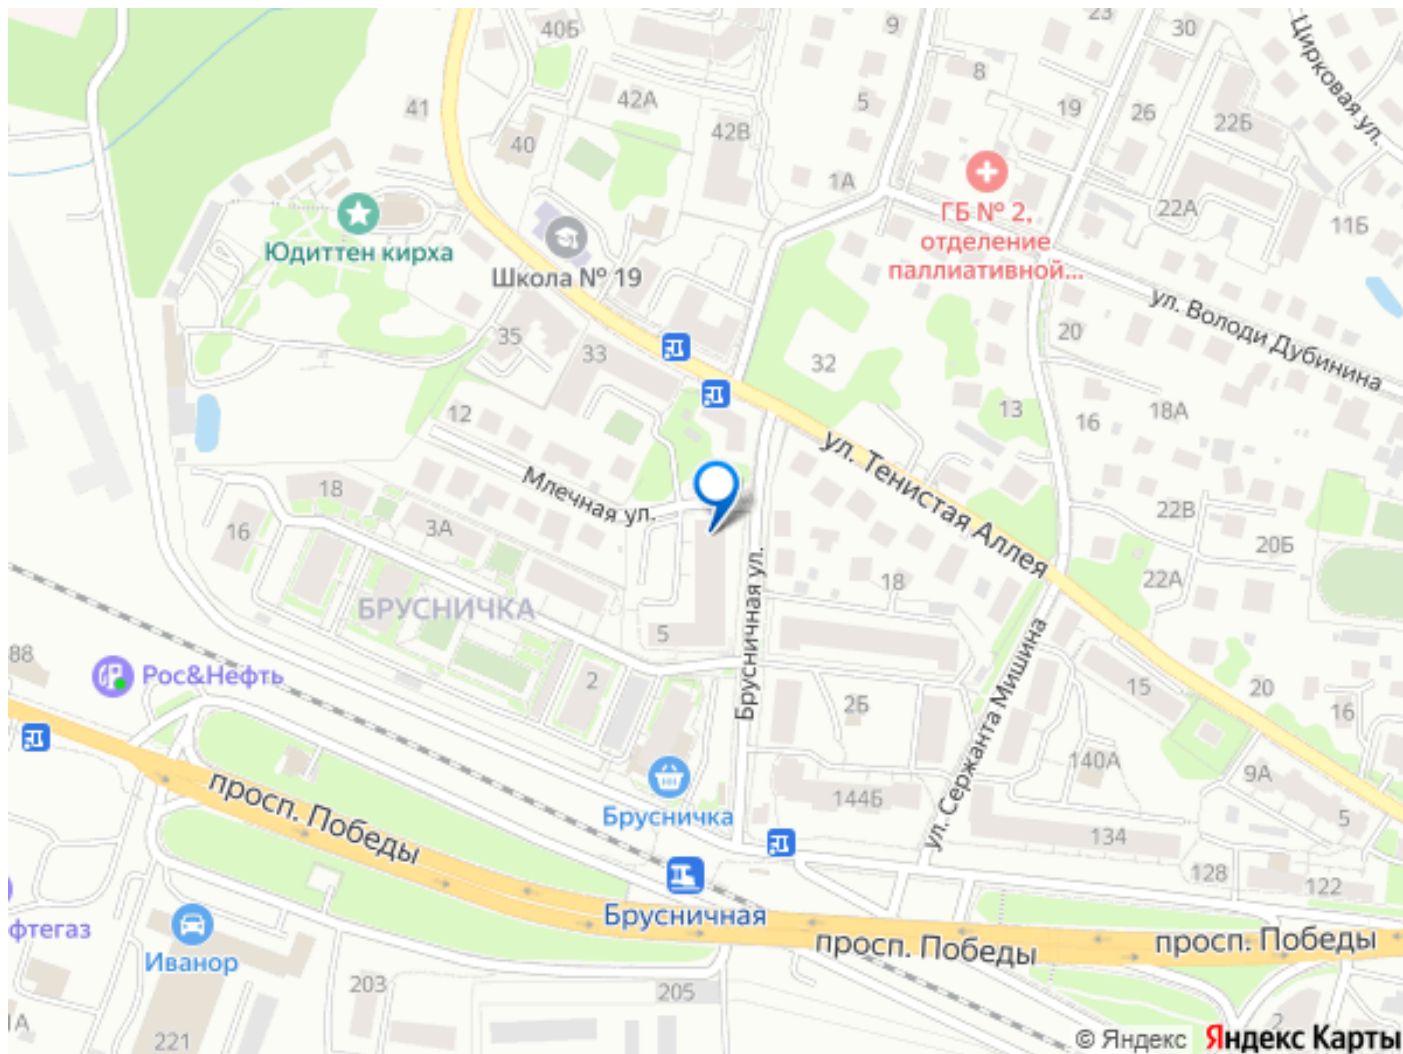 40Б
9
23
30
Цирковая ул.
8
41
42А
5
19
26
22Б
42В
40
1А
ГБ № 2,
отделение
паллиативной...
22А
11Б
Юдиттен кирха
Школа № 19
ул. Володи Дубинина
35
33
32
20
12
13
16
18А
ул. Тенистая Аллея
Млечная ул.
18
16
3А
22В
20Б
22А
18
БРУСНИЧКА
5
Брусничная ул.
ул. Сержанта Мишина
88
Рос&Нефть
2
2Б
15
20
16
просп. Победы
140А
9А
Брусничка
144Б
134
5
128
122
Брусничная
фтегаз
Иванор
просп. Победы
просп. Победы
203
205
1А
221
2
© Яндекс Яндекс Карты